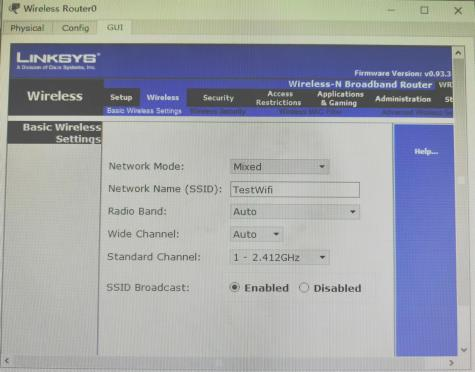 Wireless Router0
Physical Config GUI
LINKSYS®
A Division of Cisco Systems, Inc.
Firmware Version: v0.93.3
Wireless-N Broadband Router WR
Wireless
Setup Wireless Security Access Restrictions Applications & Gaming Administration St
Basic Wireless Settings Wireless Security Wireless MAC Filter Advanced Wireless
Basic Wireless
Settings
Help...
Network Mode: Mixed
Network Name (SSID): TestWifi
Radio Band: Auto
Wide Channel: Auto
Standard Channel: 1 - 2.412GHz
SSID Broadcast: Enabled Disabled